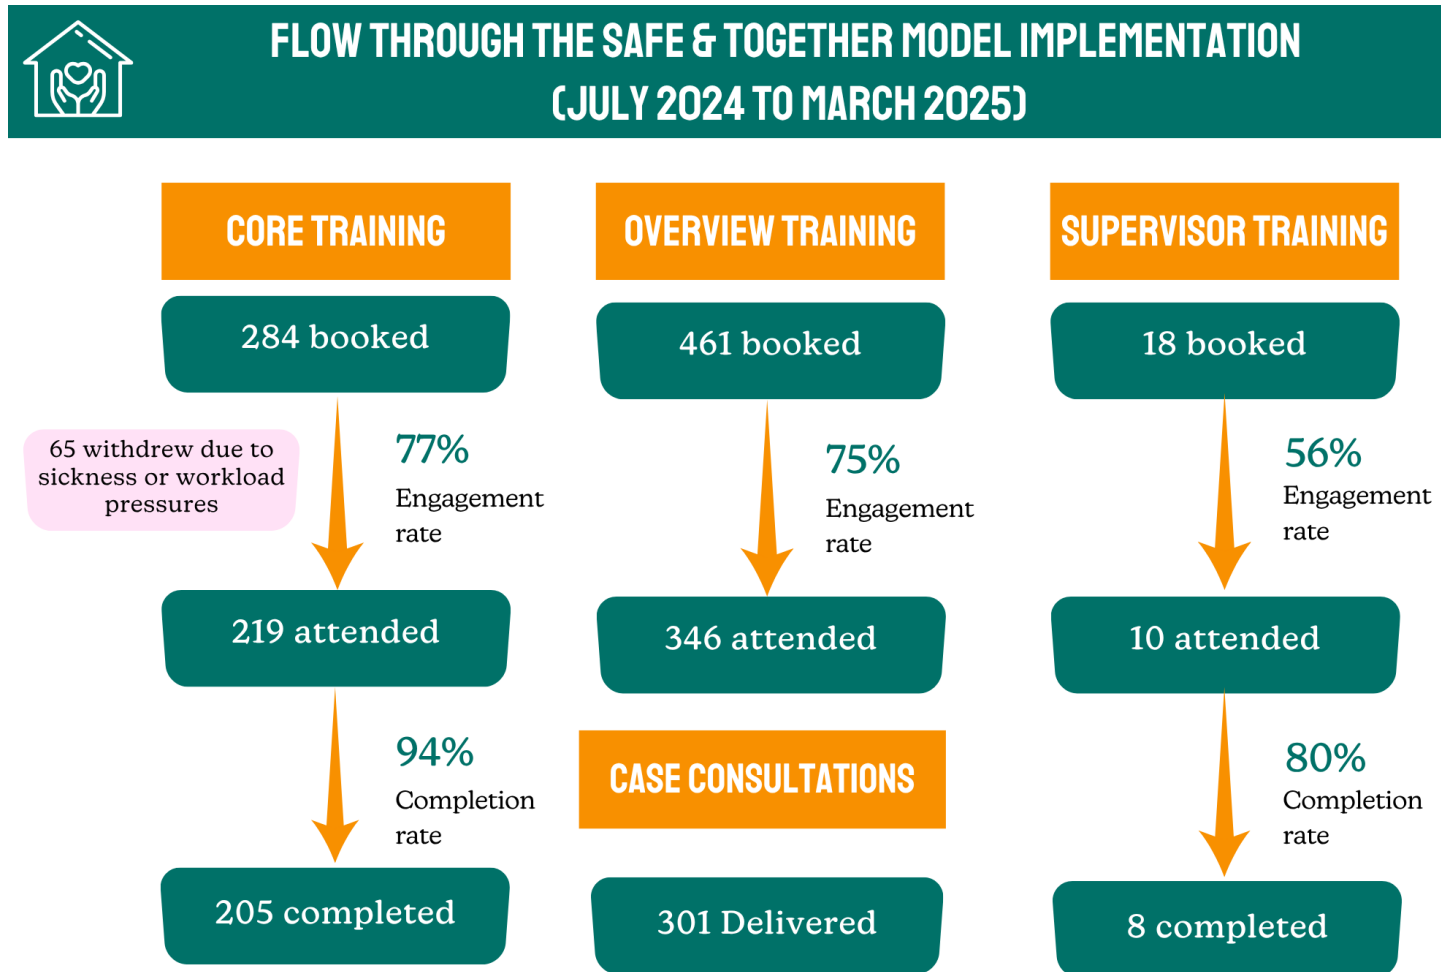 FLOW THROUGH THE SAFE & TOGETHER MODEL IMPLEMENTATION
(JULY 2024 TO MARCH 2025)
CORE TRAINING
284 booked
65 withdrew due to
sickness or workload
pressures
77%
Engagement
rate
219 attended
94%
Completion
rate
205 completed
OVERVIEW TRAINING
461 booked
75%
Engagement
rate
346 attended
CASE CONSULTATIONS
301 Delivered
SUPERVISOR TRAINING
18 booked
56%
Engagement
rate
10 attended
80%
Completion
rate
8 completed